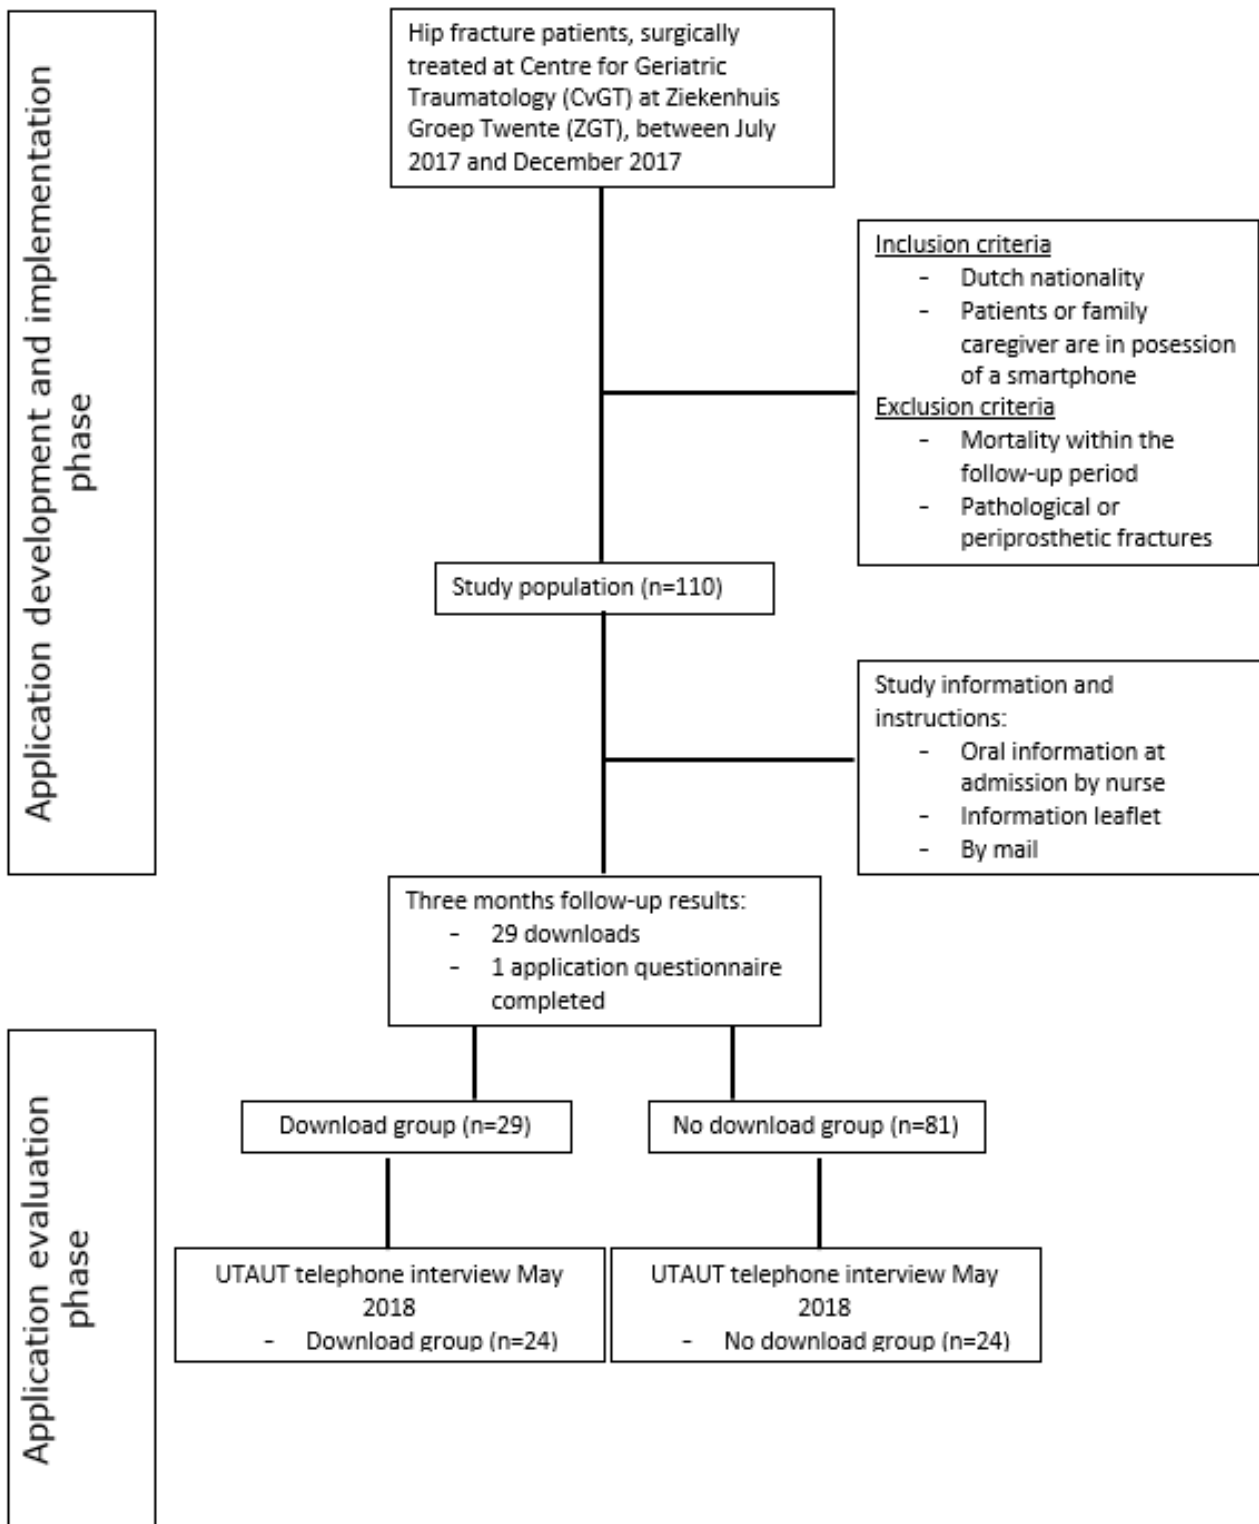 Application development and implementation
phase
Hip fracture patients, surgically
treated at Centre for Geriatric
Traumatology (CvGT) at Ziekenhuis
Groep Twente (ZGT), between July
2017 and December 2017
Inclusion criteria
- Dutch nationality
- Patients or family
caregiver are in posession
of a smartphone
Exclusion criteria
- Mortality within the
follow-up period
- Pathological or
periprosthetic fractures
Study population (n=110)
Study information and
instructions:
- Oral information at
admission by nurse
- Information leaflet
- By mail
Three months follow-up results:
- 29 downloads
- 1 application questionnaire
completed
Application evaluation
phase
Download group (n=29)
No download group (n=81)
UTAUT telephone interview May
2018
- Download group (n=24)
UTAUT telephone interview May
2018
- No download group (n=24)